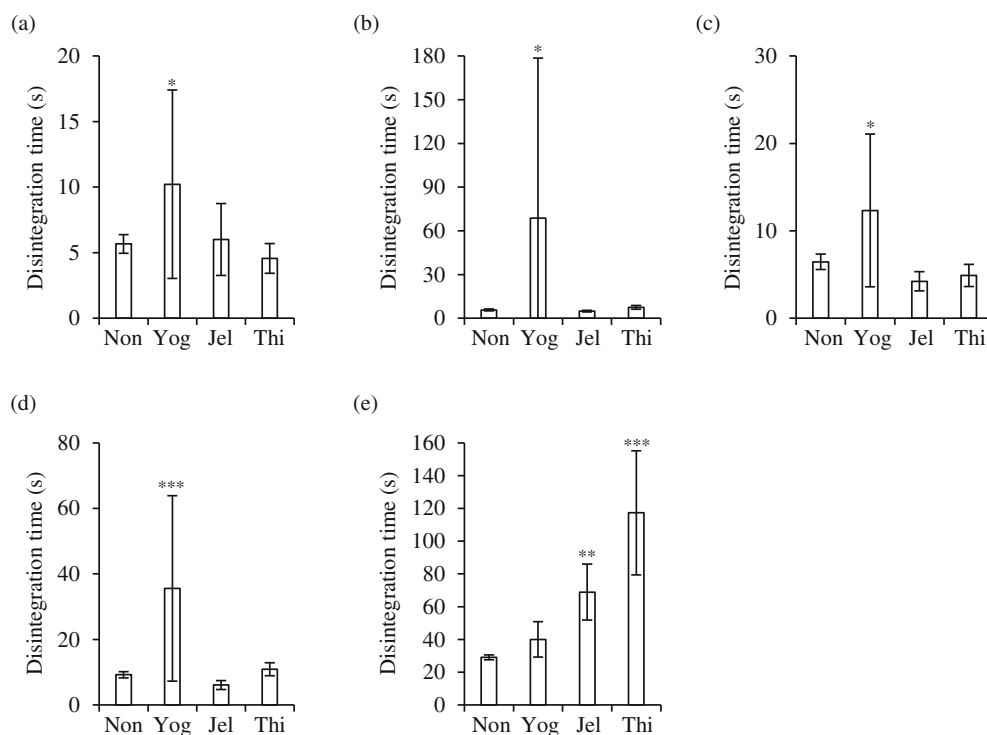 (a)
Disintegration time (s)
20
15
10
5
0
*
Non Yog Jel Thi
(b)
Disintegration time (s)
180
150
120
90
60
30
0
*
Non Yog Jel Thi
(c)
Disintegration time (s)
30
20
10
0
*
Non Yog Jel Thi
(d)
Disintegration time (s)
80
60
40
20
0
***
Non Yog Jel Thi
(e)
Disintegration time (s)
160
140
120
100
80
60
40
20
0
**
***
Non Yog Jel Thi